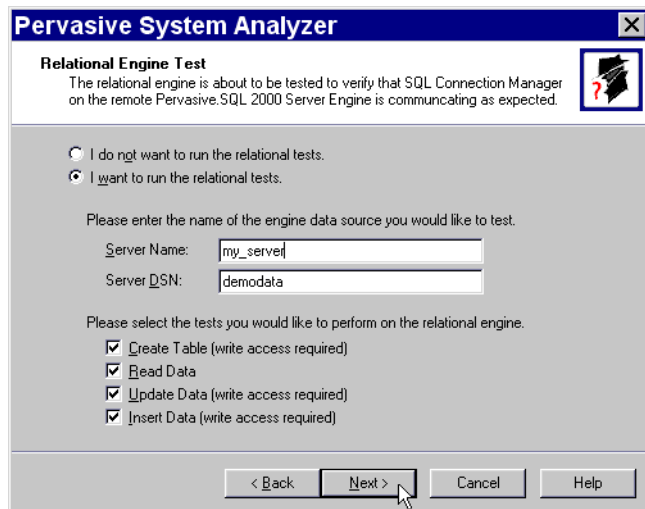 Pervasive System Analyzer
Relational Engine Test
The relational engine is about to be tested to verify that SQL Connection Manager
on the remote Pervasive.SQL 2000 Server Engine is communcating as expected.
?
I do not want to run the relational tests.
I want to run the relational tests.
Please enter the name of the engine data source you would like to test.
Server Name: my_server
Server DSN: demodata
Please select the tests you would like to perform on the relational engine.
Create Table (write access required)
Read Data
Update Data (write access required)
Insert Data (write access required)
< Back Next > Cancel Help